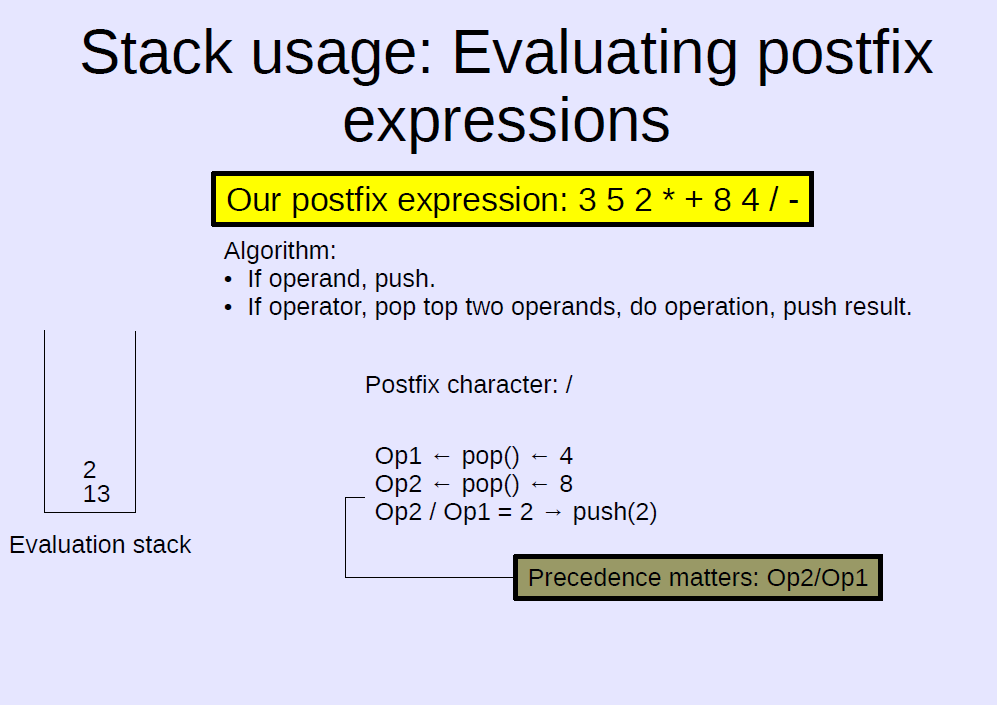 Stack usage: Evaluating postfix
expressions
Our postfix expression: 3 5 2 * + 8 4 / -
Algorithm:
• If operand, push.
• If operator, pop top two operands, do operation, push result.
Postfix character: /
Op1 ← pop() ← 4
Op2 ← pop() ← 8
Op2 / Op1 = 2 → push(2)
2
13
Evaluation stack
Precedence matters: Op2/Op1